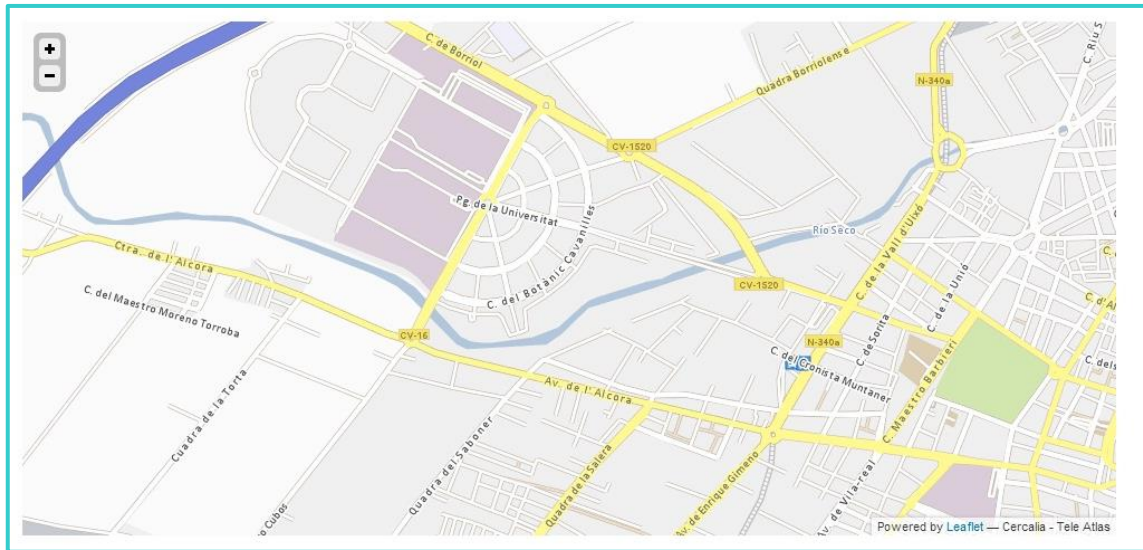 +
−
C. de Borriol
Quadra Borriolense
C. Riu S
N-340a
CV-1520
Pg. de la Universitat
C. del Botànic Cavanilles
Río Seco
C. de la Vall d'Uixó
Ctra. de l' Alcora
C. del Maestro Moreno Torroba
CV-16
CV-1520
N-340a
C. de Sorita
C. de la Unió
C. d'Al
C. dels
C. del Cronista Muntaner
C. Maestro Barbieri
Av. de l' Alcora
Cuadra de la Torta
Quadra del Saboner
Quadra de la Salera
Av. de Enrique Gimeno
Av. de Vila-real
o Cubos
Powered by Leaflet — Cercalia - Tele Atlas